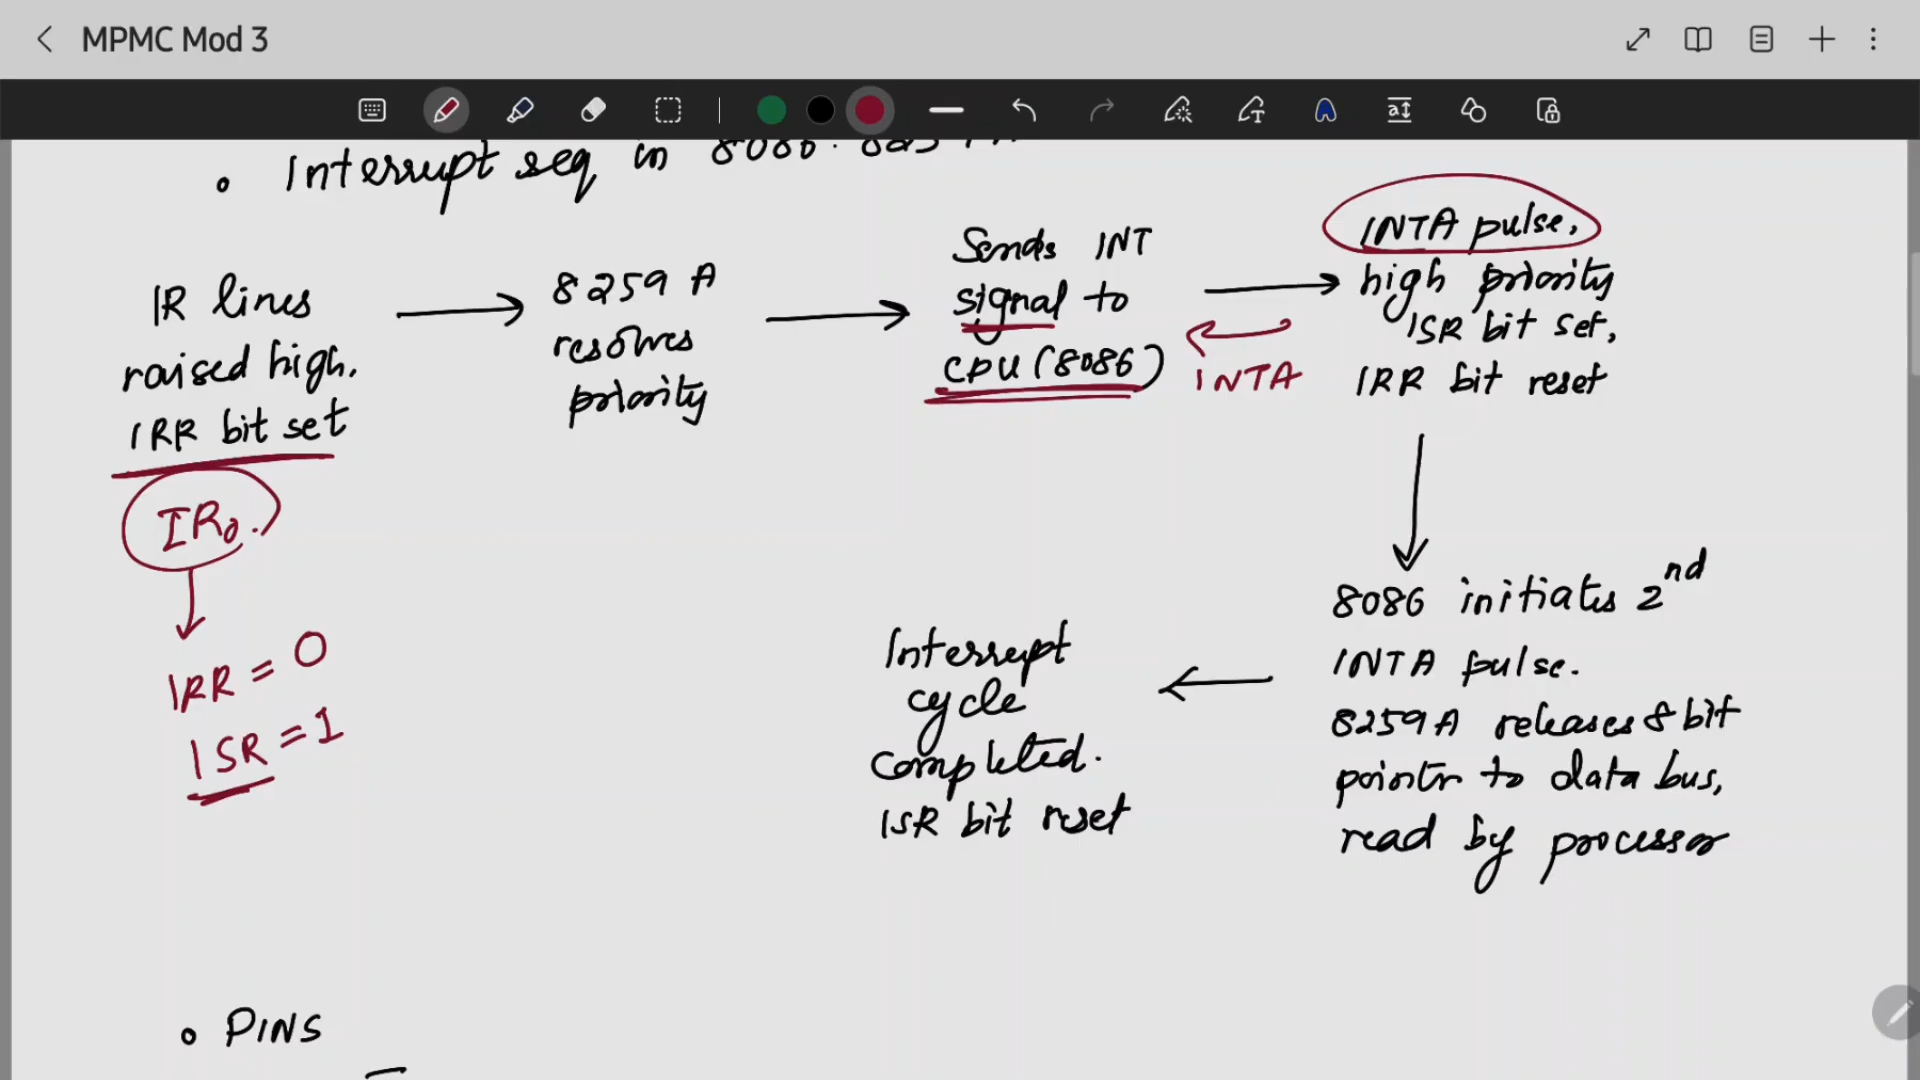 MPMC Mod 3
• Interrupt seq in 8086-8259A
IR lines
raised high.
IRR bit set
IR0.
IRR = 0
ISR = 1
8259 A
resolves
priority
Sends INT
signal to
CPU (8086)
INTA
INTA pulse.
high priority
ISR bit set,
IRR bit reset
8086 initiates 2nd
INTA pulse.
8259A releases 8 bit
pointr to data bus,
read by processor
Interrupt
cycle
completed.
ISR bit reset
• PINS